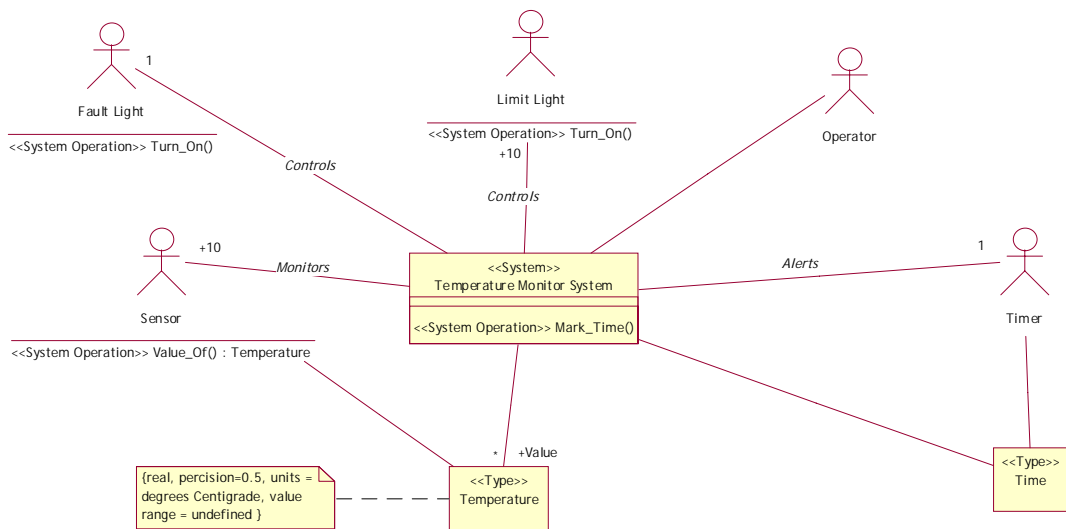 1
Fault Light
<<System Operation>> Turn_On()
Controls
Limit Light
<<System Operation>> Turn_On()
+10
Controls
Operator
+10
Monitors
Sensor
<<System Operation>> Value_Of() : Temperature
<<System>>
Temperature Monitor System
<<System Operation>> Mark_Time()
Alerts
1
Timer
* +Value
{real, percision=0.5, units =
degrees Centigrade, value
range = undefined }
<<Type>>
Temperature
<<Type>>
Time